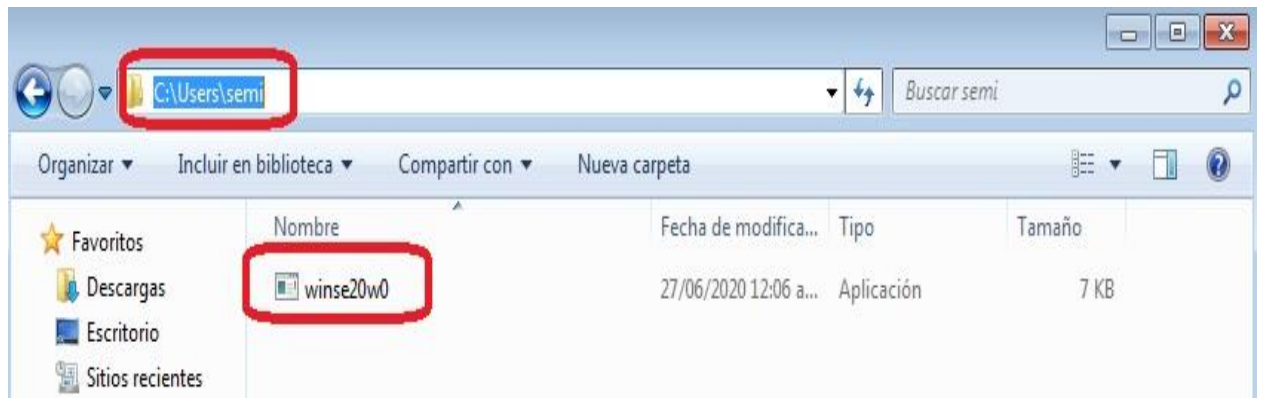 C:\Users\semi
Buscar semi
Organizar Incluir en biblioteca Compartir con Nueva carpeta
Nombre Fecha de modifica... Tipo Tamaño
Favoritos
Descargas
Escritorio
Sitios recientes
winse20w0 27/06/2020 12:06 a... Aplicación 7 KB